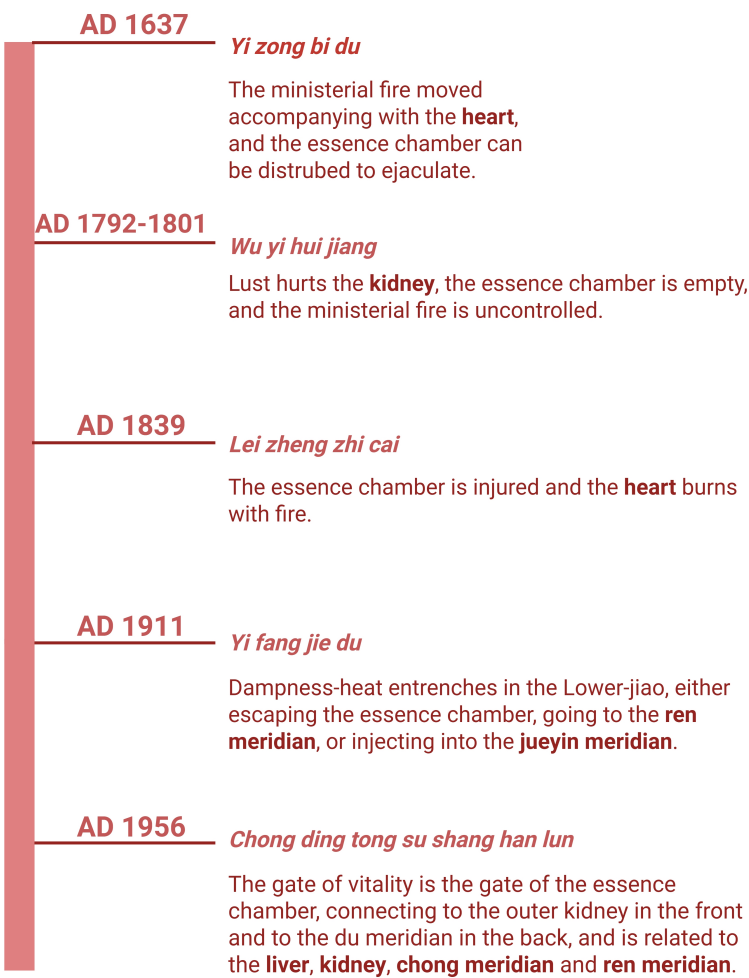 AD 1637
Yi zong bi du
The ministerial fire moved
accompanying with the heart,
and the essence chamber can
be distrubed to ejaculate.
AD 1792-1801
Wu yi hui jiang
Lust hurts the kidney, the essence chamber is empty,
and the ministerial fire is uncontrolled.
AD 1839
Lei zheng zhi cai
The essence chamber is injured and the heart burns
with fire.
AD 1911
Yi fang jie du
Dampness-heat entrenches in the Lower-jiao, either
escaping the essence chamber, going to the ren
meridian, or injecting into the jueyin meridian.
AD 1956
Chong ding tong su shang han lun
The gate of vitality is the gate of the essence
chamber, connecting to the outer kidney in the front
and to the du meridian in the back, and is related to
the liver, kidney, chong meridian and ren meridian.